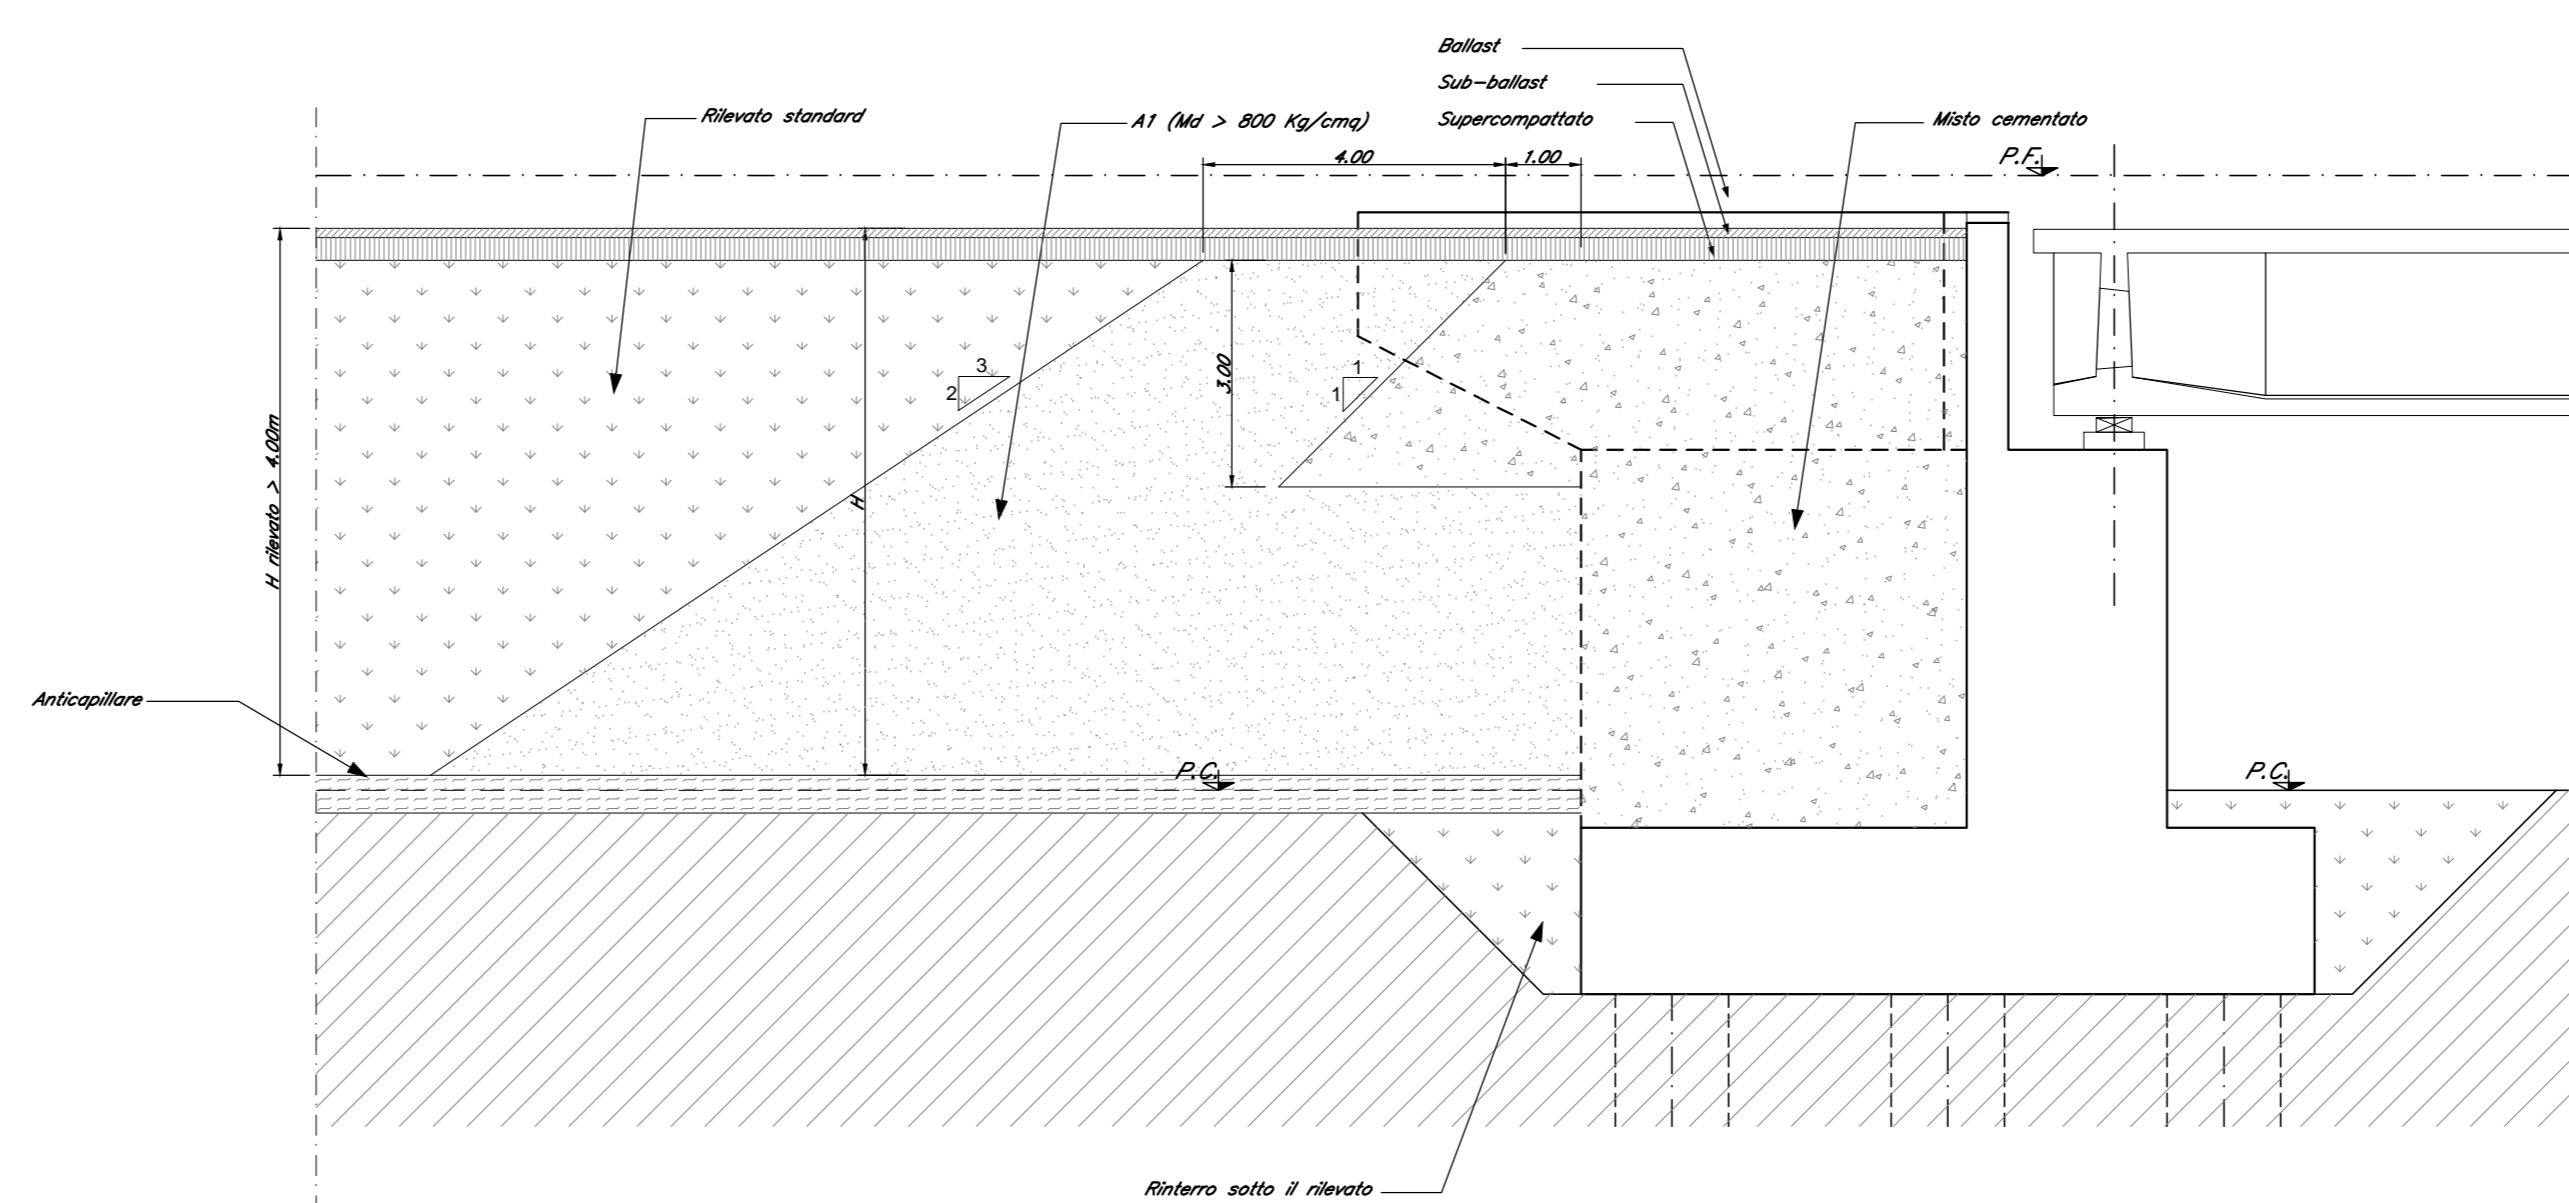 Ballast
Sub-ballast
Supercompattato
Rilevato standard
A1 (Md > 800 Kg/cmq)
Misto cementato
4.00
1.00
P.F.
3
2
1
1
3.00
H rilevato > 4.00m
H
Anticapillare
P.C.
P.C.
Rinterro sotto il rilevato